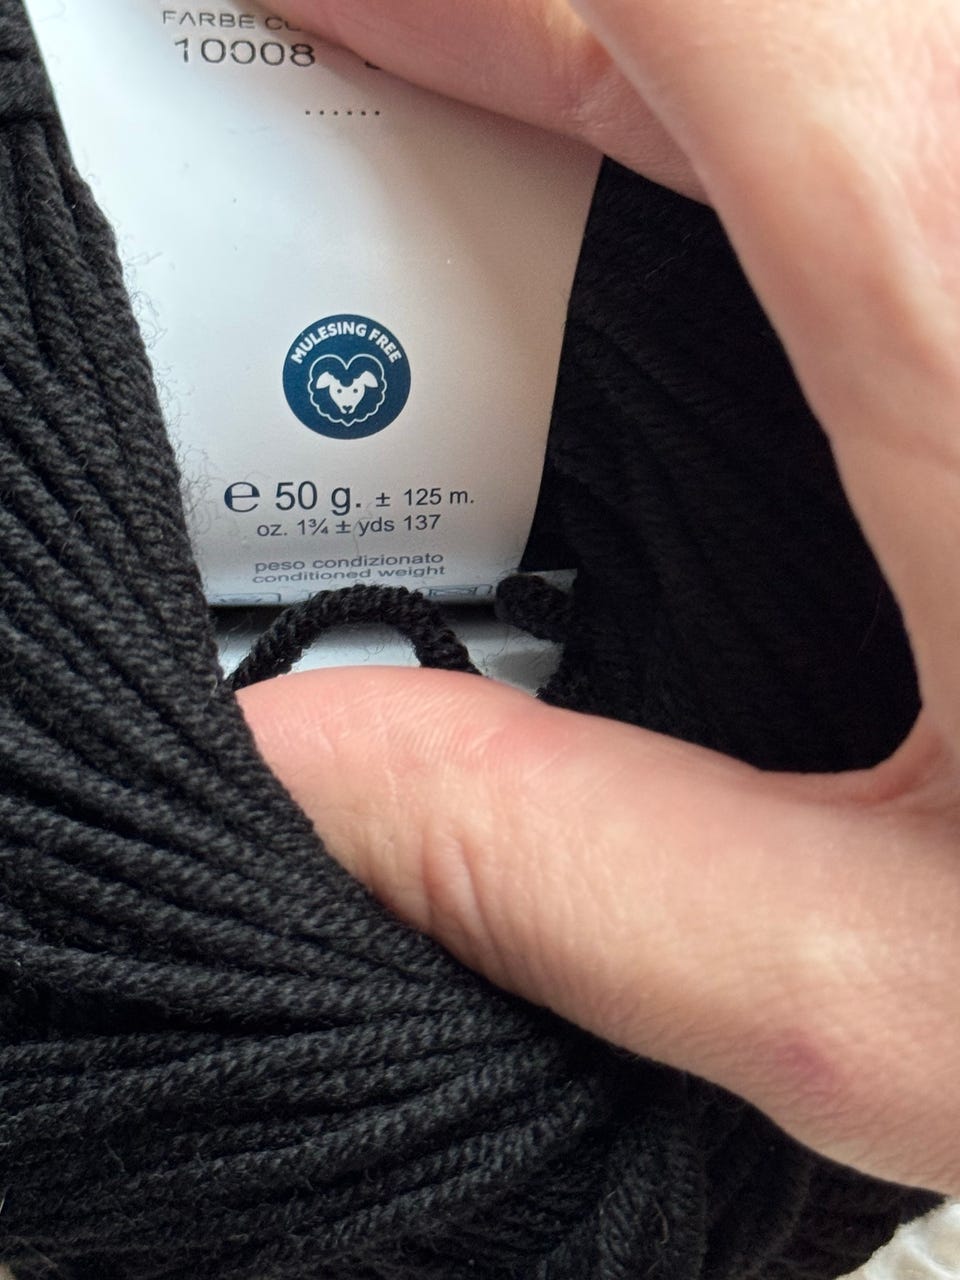 FARBE
10008
......
MULESING FREE
℮ 50 g. ± 125 m.
oz. 1¾ ± yds 137
peso condizionato
conditioned weight